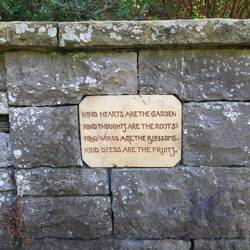 KIND HEARTS ARE THE GARDEN
KIND THOUGHTS ARE THE ROOTS
KIND WORDS ARE THE BLOSSOMS
KIND DEEDS ARE THE FRUITS